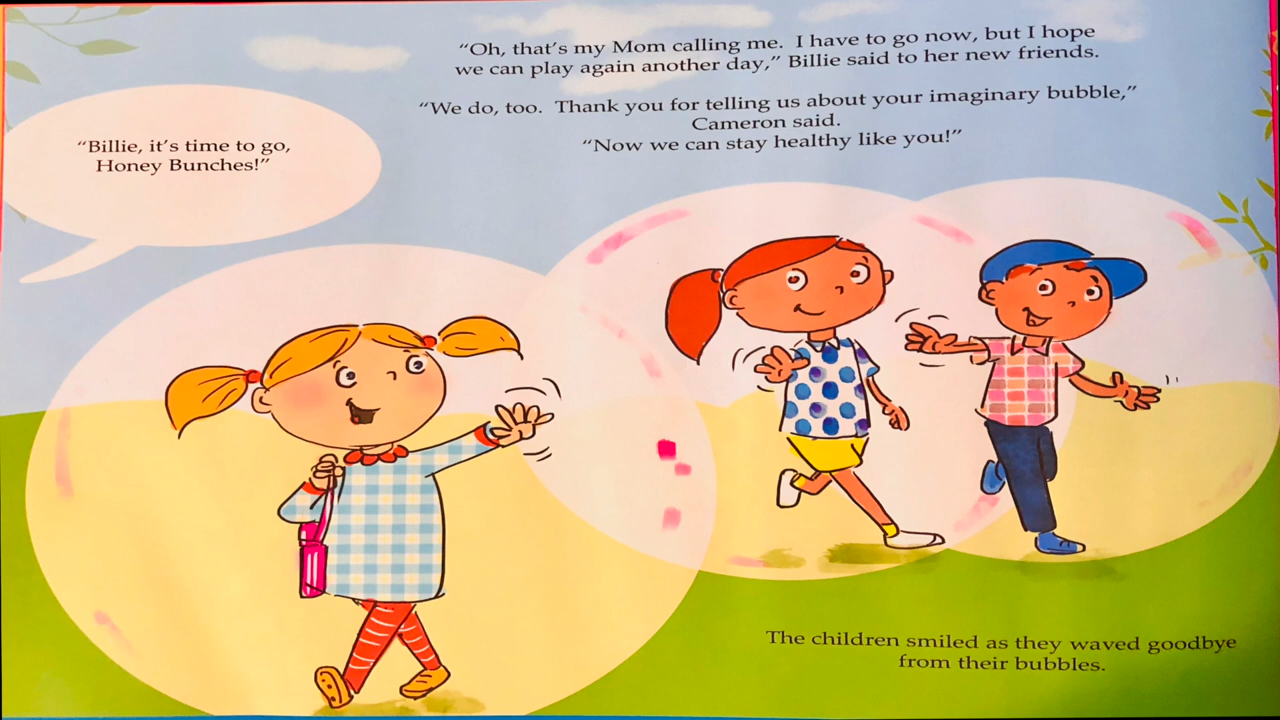 “Oh, that’s my Mom calling me. I have to go now, but I hope
we can play again another day,” Billie said to her new friends.
“We do, too. Thank you for telling us about your imaginary bubble,”
Cameron said.
“Now we can stay healthy like you!”
“Billie, it’s time to go,
Honey Bunches!”
The children smiled as they waved goodbye
from their bubbles.